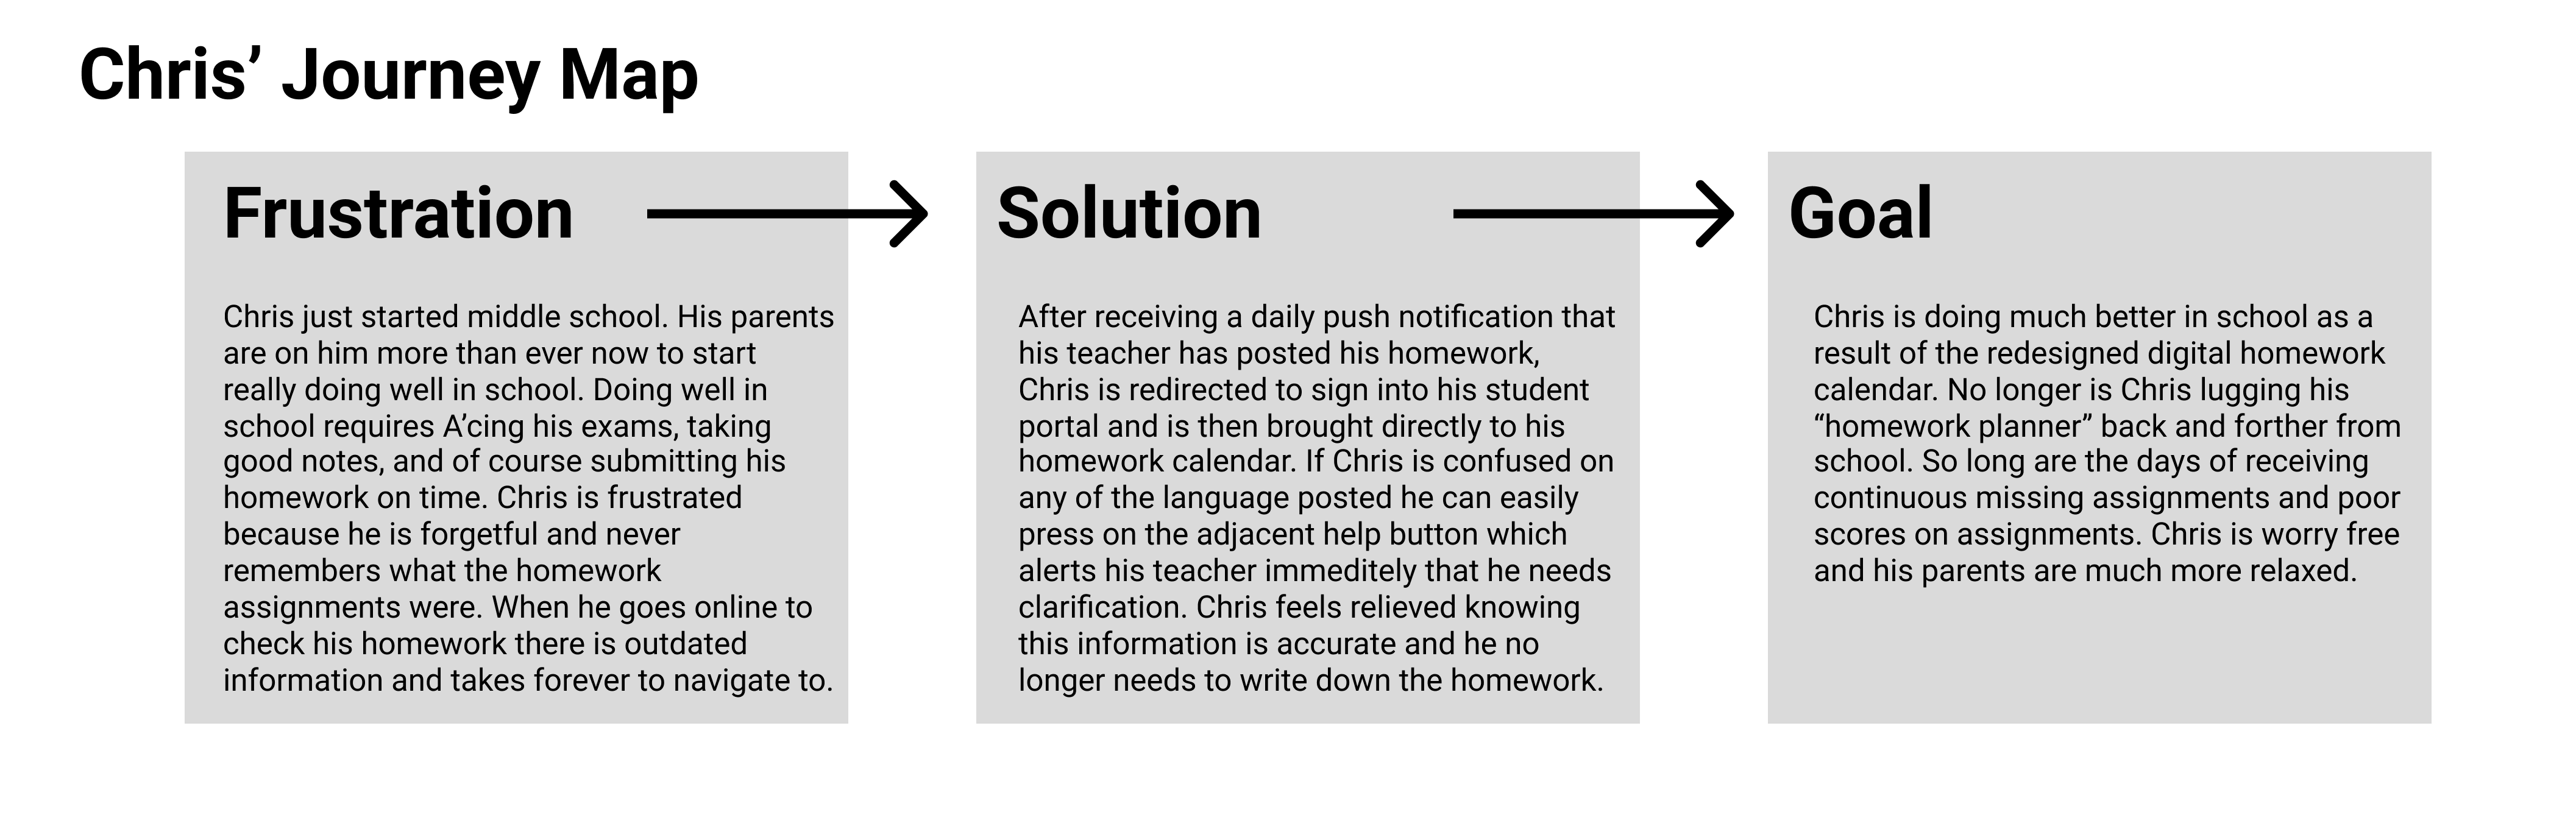 Chris’ Journey Map
Frustration
Chris just started middle school. His parents
are on him more than ever now to start
really doing well in school. Doing well in
school requires A’cing his exams, taking
good notes, and of course submitting his
homework on time. Chris is frustrated
because he is forgetful and never
remembers what the homework
assignments were. When he goes online to
check his homework there is outdated
information and takes forever to navigate to.
Solution
After receiving a daily push notification that
his teacher has posted his homework,
Chris is redirected to sign into his student
portal and is then brought directly to his
homework calendar. If Chris is confused on
any of the language posted he can easily
press on the adjacent help button which
alerts his teacher immeditely that he needs
clarification. Chris feels relieved knowing
this information is accurate and he no
longer needs to write down the homework.
Goal
Chris is doing much better in school as a
result of the redesigned digital homework
calendar. No longer is Chris lugging his
“homework planner” back and forther from
school. So long are the days of receiving
continuous missing assignments and poor
scores on assignments. Chris is worry free
and his parents are much more relaxed.